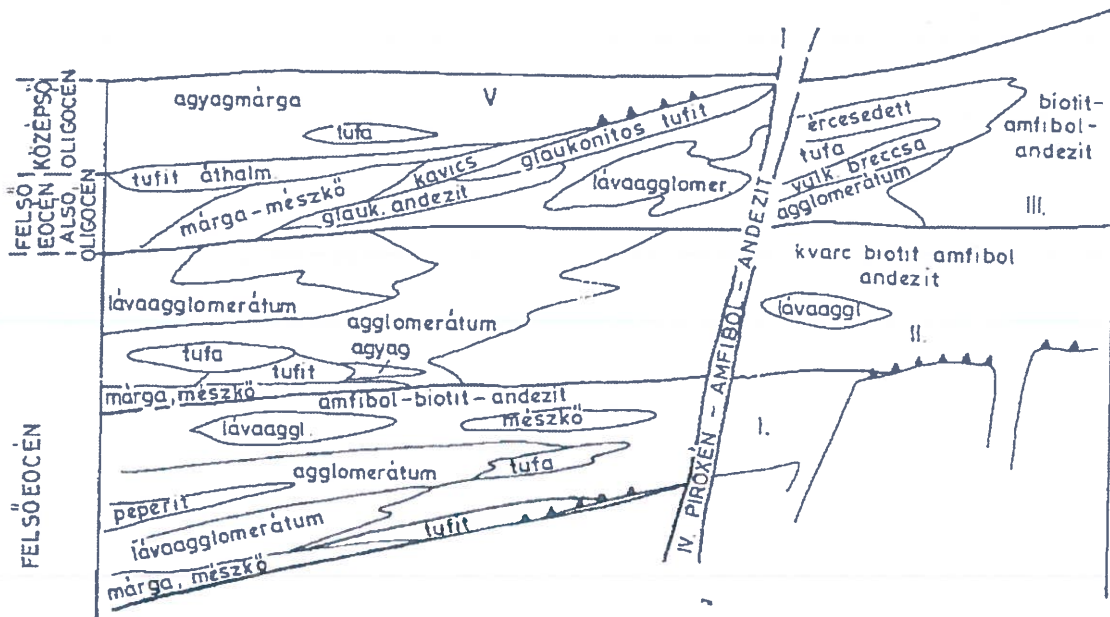 FELSŐ EOCÉN
ALSÓ OLIGOCÉN
KÖZÉPSŐ OLIGOCÉN
FELSŐEOCÉN
agyagmárga
V
tufa
tufit áthalm.
márga-mészkő
kavics
glaukonitos tufit
glauk. andezit
lávaagglomer.
ércesedett
tufa
vulk. breccsa
agglomerátum
biotit-
amfibol-
andezit
III.
kvarc biotit amfibol
andezit
lávaaggl
II.
lávaagglomerátum
agglomerátum
agyag
tufa
tufit
márga, mészkő
amfibol-biotit-andezit
lávaaggl.
mészkő
I.
agglomerátum
tufa
peperit
lávaagglomerátum
tufit
márga, mészkő
IV. PIROXÉN - AMFIBOL - ANDEZIT